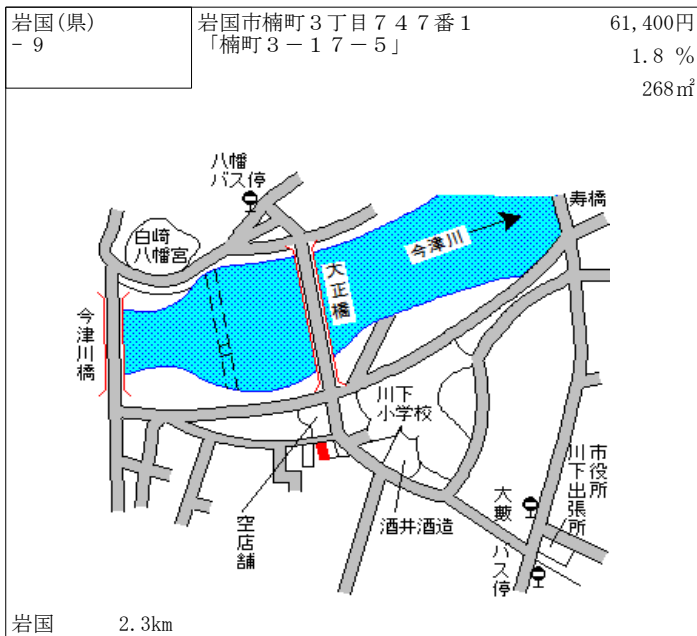 岩国(県)
- 9
岩国市楠町３丁目７４７番１
「楠町３－１７－５」
61,400円
1.8 %
268㎡
八幡
バス停
白崎
八幡宮
今津川
寿橋
大正橋
今津川橋
川下
小学校
空店舗
酒井酒造
大藪
バス停
市役所
川下出張所
岩国 2.3km